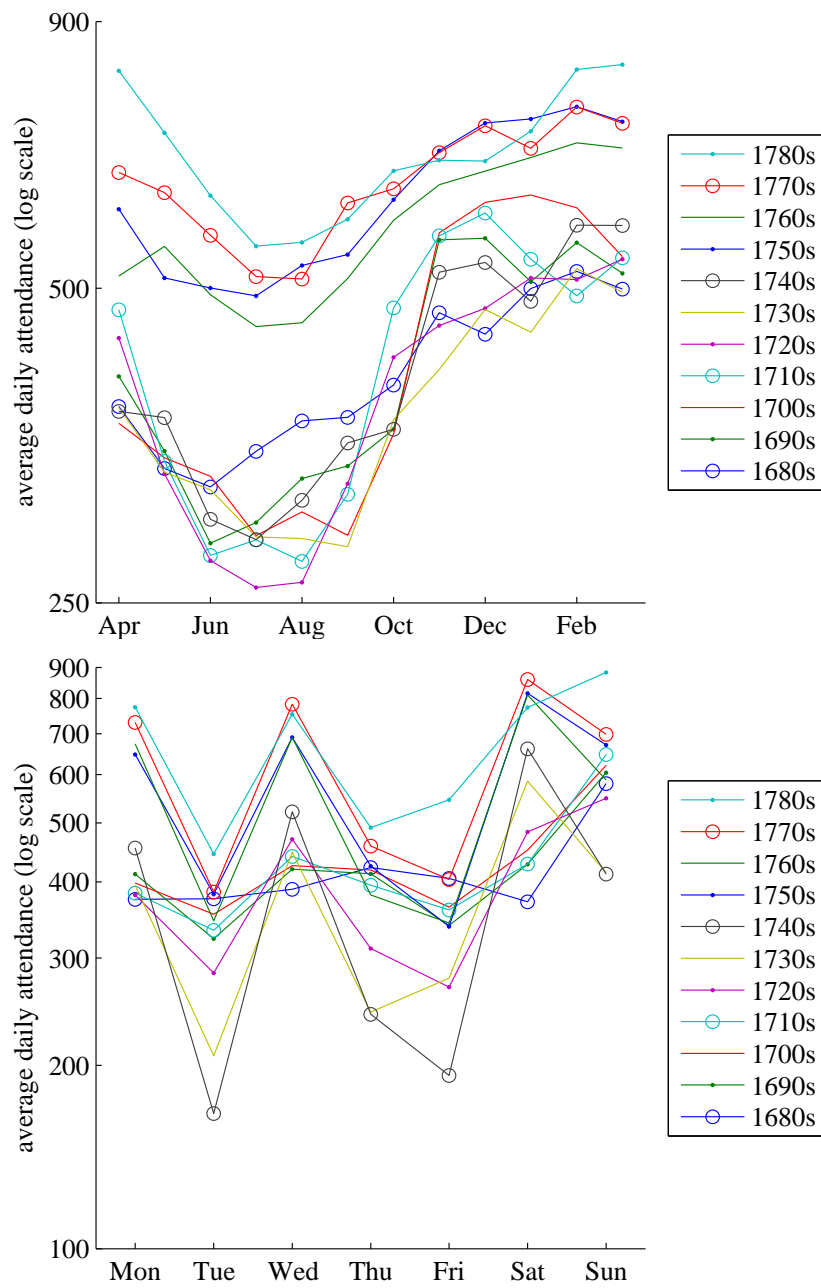 900
500
250
average daily attendance (log scale)
Apr Jun Aug Oct Dec Feb
1780s
1770s
1760s
1750s
1740s
1730s
1720s
1710s
1700s
1690s
1680s
900
800
700
600
500
400
300
200
100
average daily attendance (log scale)
Mon Tue Wed Thu Fri Sat Sun
1780s
1770s
1760s
1750s
1740s
1730s
1720s
1710s
1700s
1690s
1680s